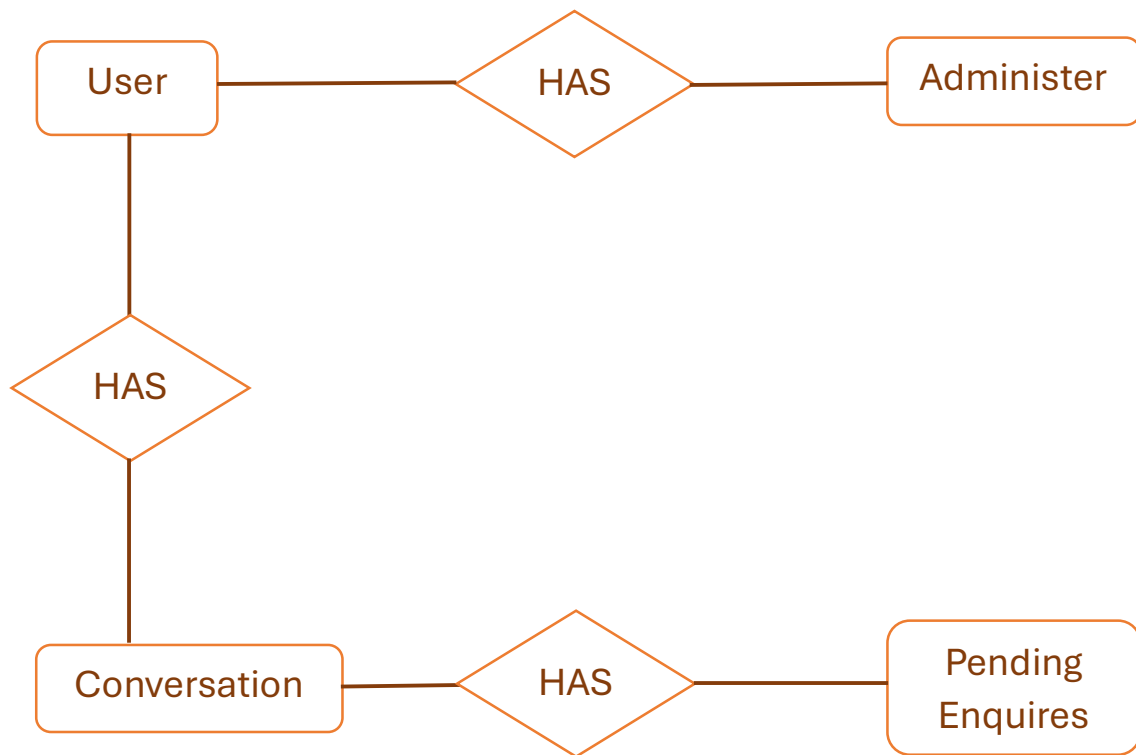 User
HAS
Administer
HAS
Conversation
HAS
Pending
Enquires